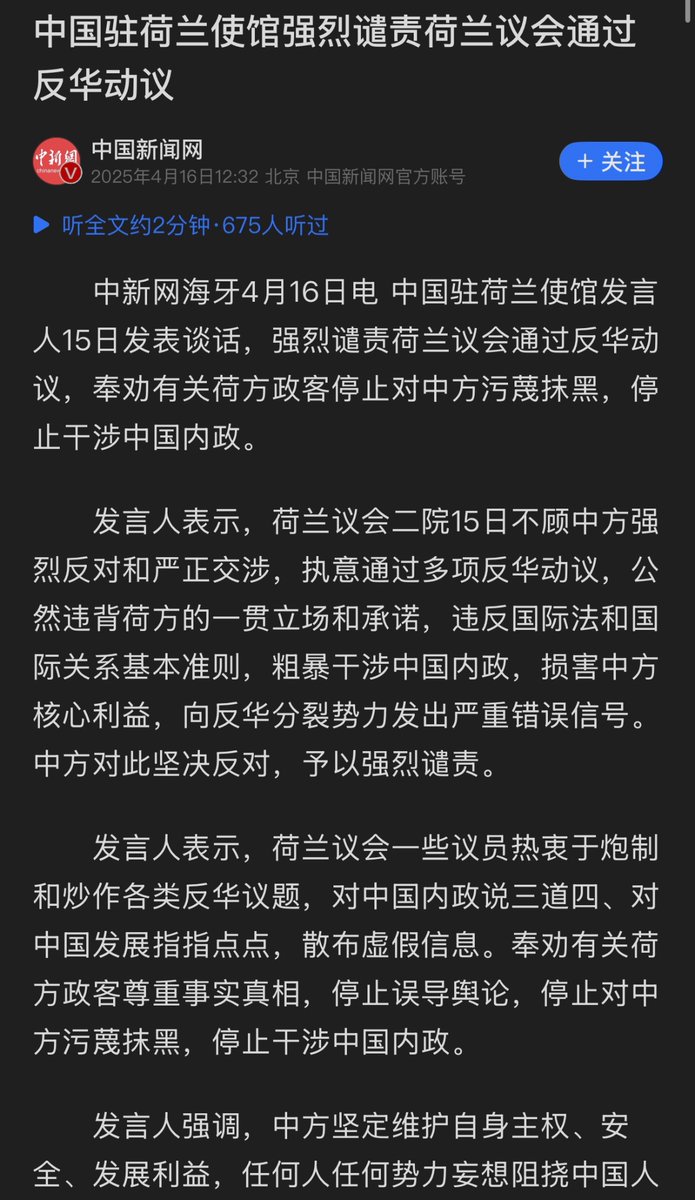 中国驻荷兰使馆强烈谴责荷兰议会通过
反华动议
中新網
chinanews
V
中国新闻网
2025年4月16日12:32 北京 中国新闻网官方账号
+ 关注
听全文约2分钟·675人听过
中新网海牙4月16日电 中国驻荷兰使馆发言
人15日发表谈话，强烈谴责荷兰议会通过反华动
议，奉劝有关荷方政客停止对中方污蔑抹黑，停
止干涉中国内政。
发言人表示，荷兰议会二院15日不顾中方强
烈反对和严正交涉，执意通过多项反华动议，公
然违背荷方的一贯立场和承诺，违反国际法和国
际关系基本准则，粗暴干涉中国内政，损害中方
核心利益，向反华分裂势力发出严重错误信号。
中方对此坚决反对，予以强烈谴责。
发言人表示，荷兰议会一些议员热衷于炮制
和炒作各类反华议题，对中国内政说三道四、对
中国发展指指点点，散布虚假信息。奉劝有关荷
方政客尊重事实真相，停止误导舆论，停止对中
方污蔑抹黑，停止干涉中国内政。
发言人强调，中方坚定维护自身主权、安
全、发展利益，任何人任何势力妄想阻挠中国人